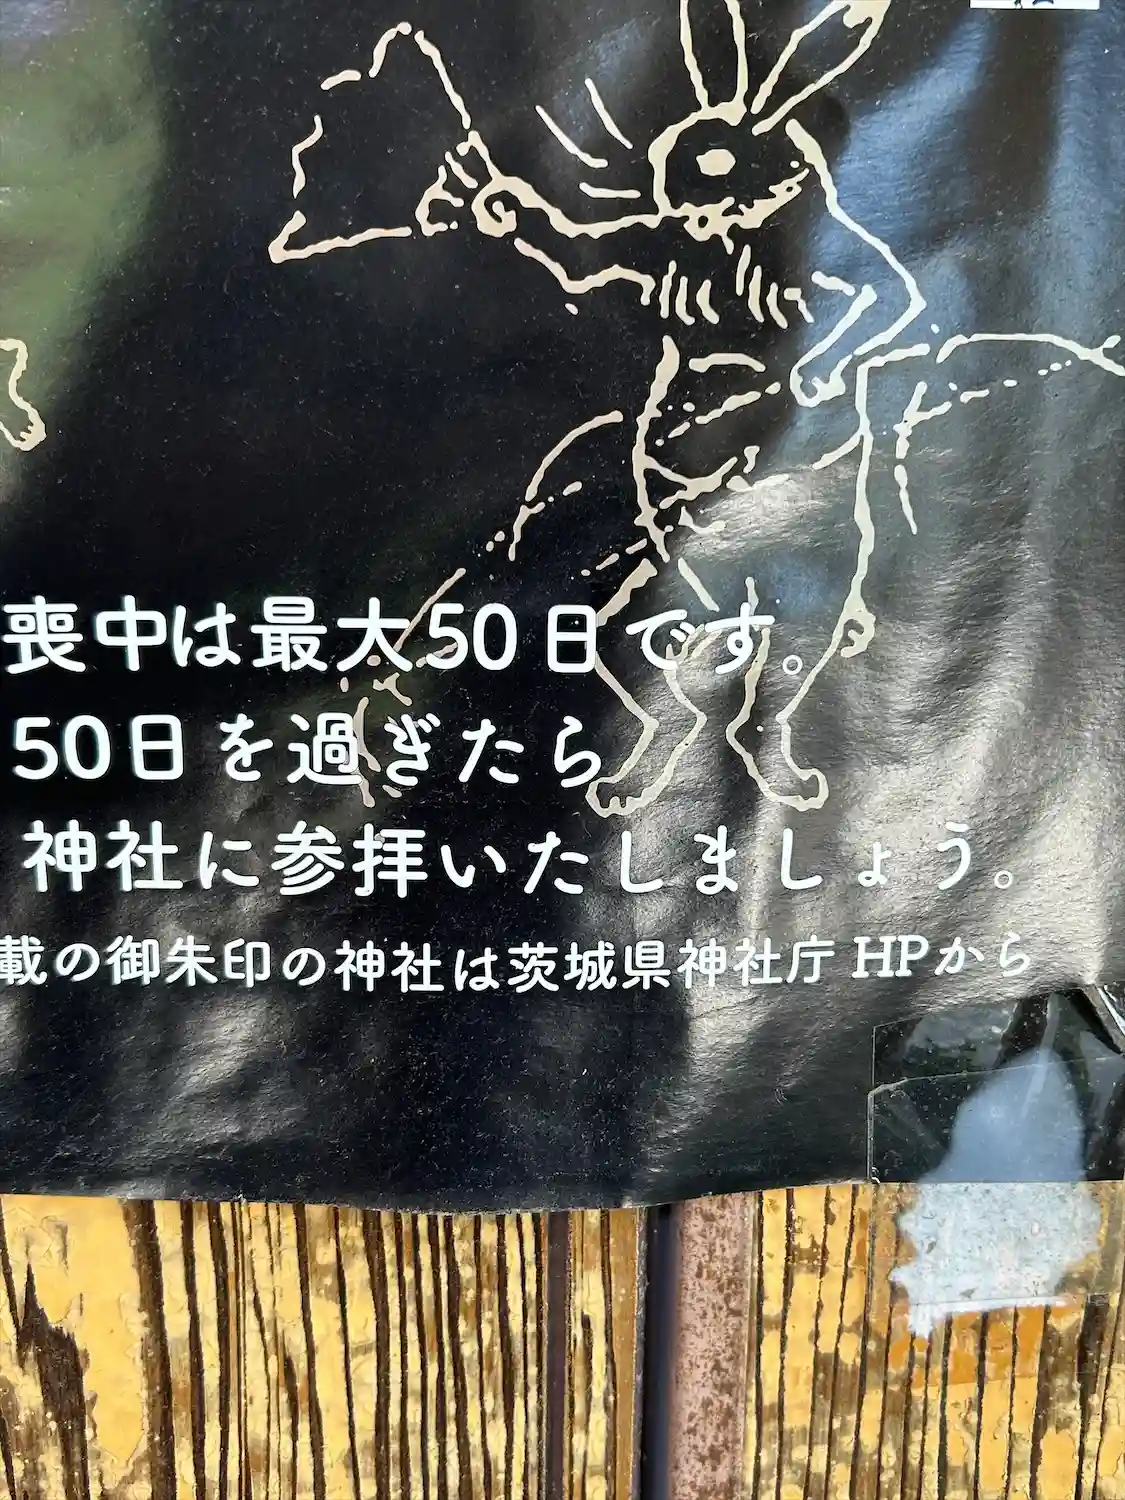 喪中は最大50日です。
50日を過ぎたら
神社に参拝いたしましょう。
載の御朱印の神社は茨城県神社庁HPから